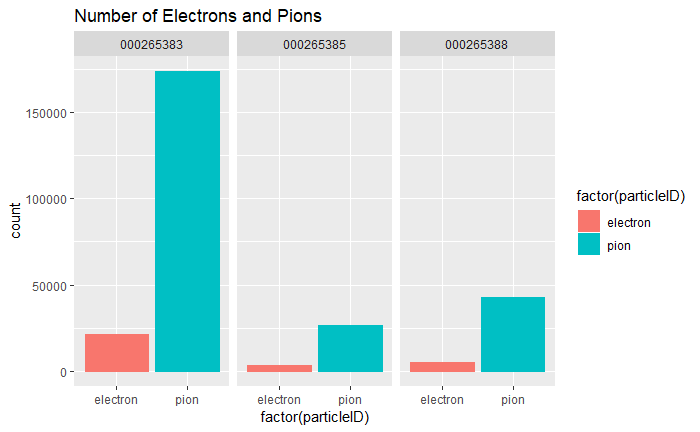 Number of Electrons and Pions
000265383 000265385 000265388
150000
100000
50000
0
count
electron pion electron pion electron pion
factor(particleID)
factor(particleID)
electron
pion